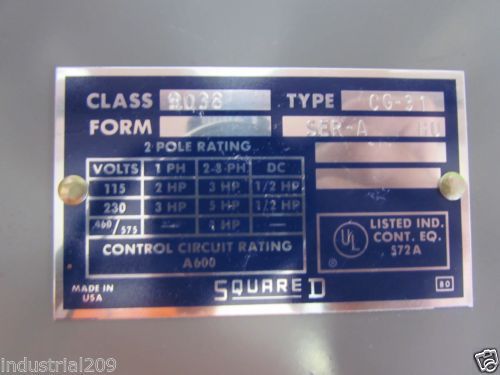 CLASS 9038 TYPE CG-31
FORM SER-A
2 POLE RATING
VOLTS 1 PH 2-3-PH DC
115 2 HP 3 HP 1/2 HP
230 3 HP 5 HP 1/2 HP
460/575 — HP —
CONTROL CIRCUIT RATING
A600
UL
®
LISTED IND.
CONT. EQ.
572A
MADE IN
USA
SQUARE D
80
industrial209